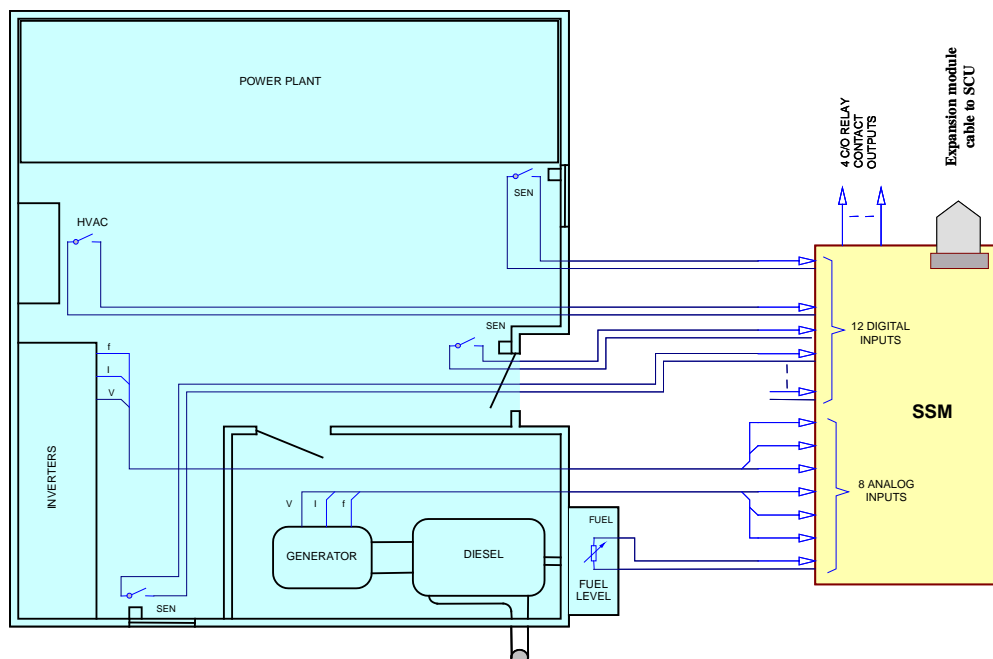 POWER PLANT
4 C/O RELAY
CONTACT
OUTPUTS
Expansion module
cable to SCU
SEN
HVAC
SEN
12 DIGITAL
INPUTS
f
I
V
SSM
INVERTERS
8 ANALOG
INPUTS
V I f
GENERATOR
DIESEL
FUEL
FUEL
LEVEL
SEN